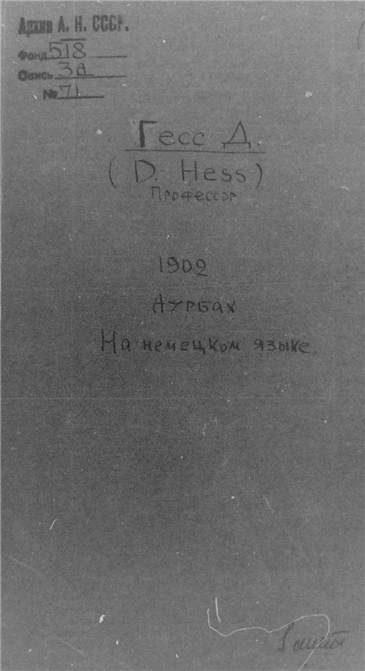 Архив А. Н. СССР.
Фонд 518
Опись 3а
№ 71
Гесс Д.
(D. Hess)
Профессор
1902
Аурбах
На немецком языке.